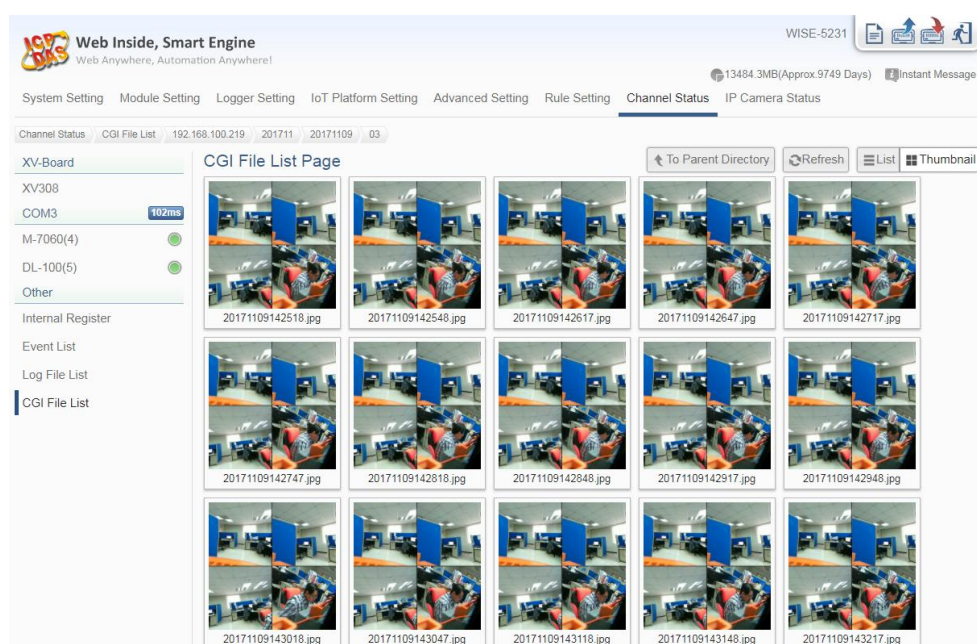 ICP DAS
Web Inside, Smart Engine
Web Anywhere, Automation Anywhere!
WISE-5231
13484.3MB(Approx.9749 Days) Instant Message
System Setting Module Setting Logger Setting IoT Platform Setting Advanced Setting Rule Setting Channel Status IP Camera Status
Channel Status CGI File List 192.168.100.219 201711 20171109 03
XV-Board
XV308
COM3 102ms
M-7060(4)
DL-100(5)
Other
Internal Register
Event List
Log File List
CGI File List
CGI File List Page To Parent Directory Refresh List Thumbnail
20171109142518.jpg 20171109142548.jpg 20171109142617.jpg 20171109142647.jpg 20171109142717.jpg
20171109142747.jpg 20171109142818.jpg 20171109142848.jpg 20171109142917.jpg 20171109142948.jpg
20171109143018.jpg 20171109143047.jpg 20171109143118.jpg 20171109143148.jpg 20171109143217.jpg